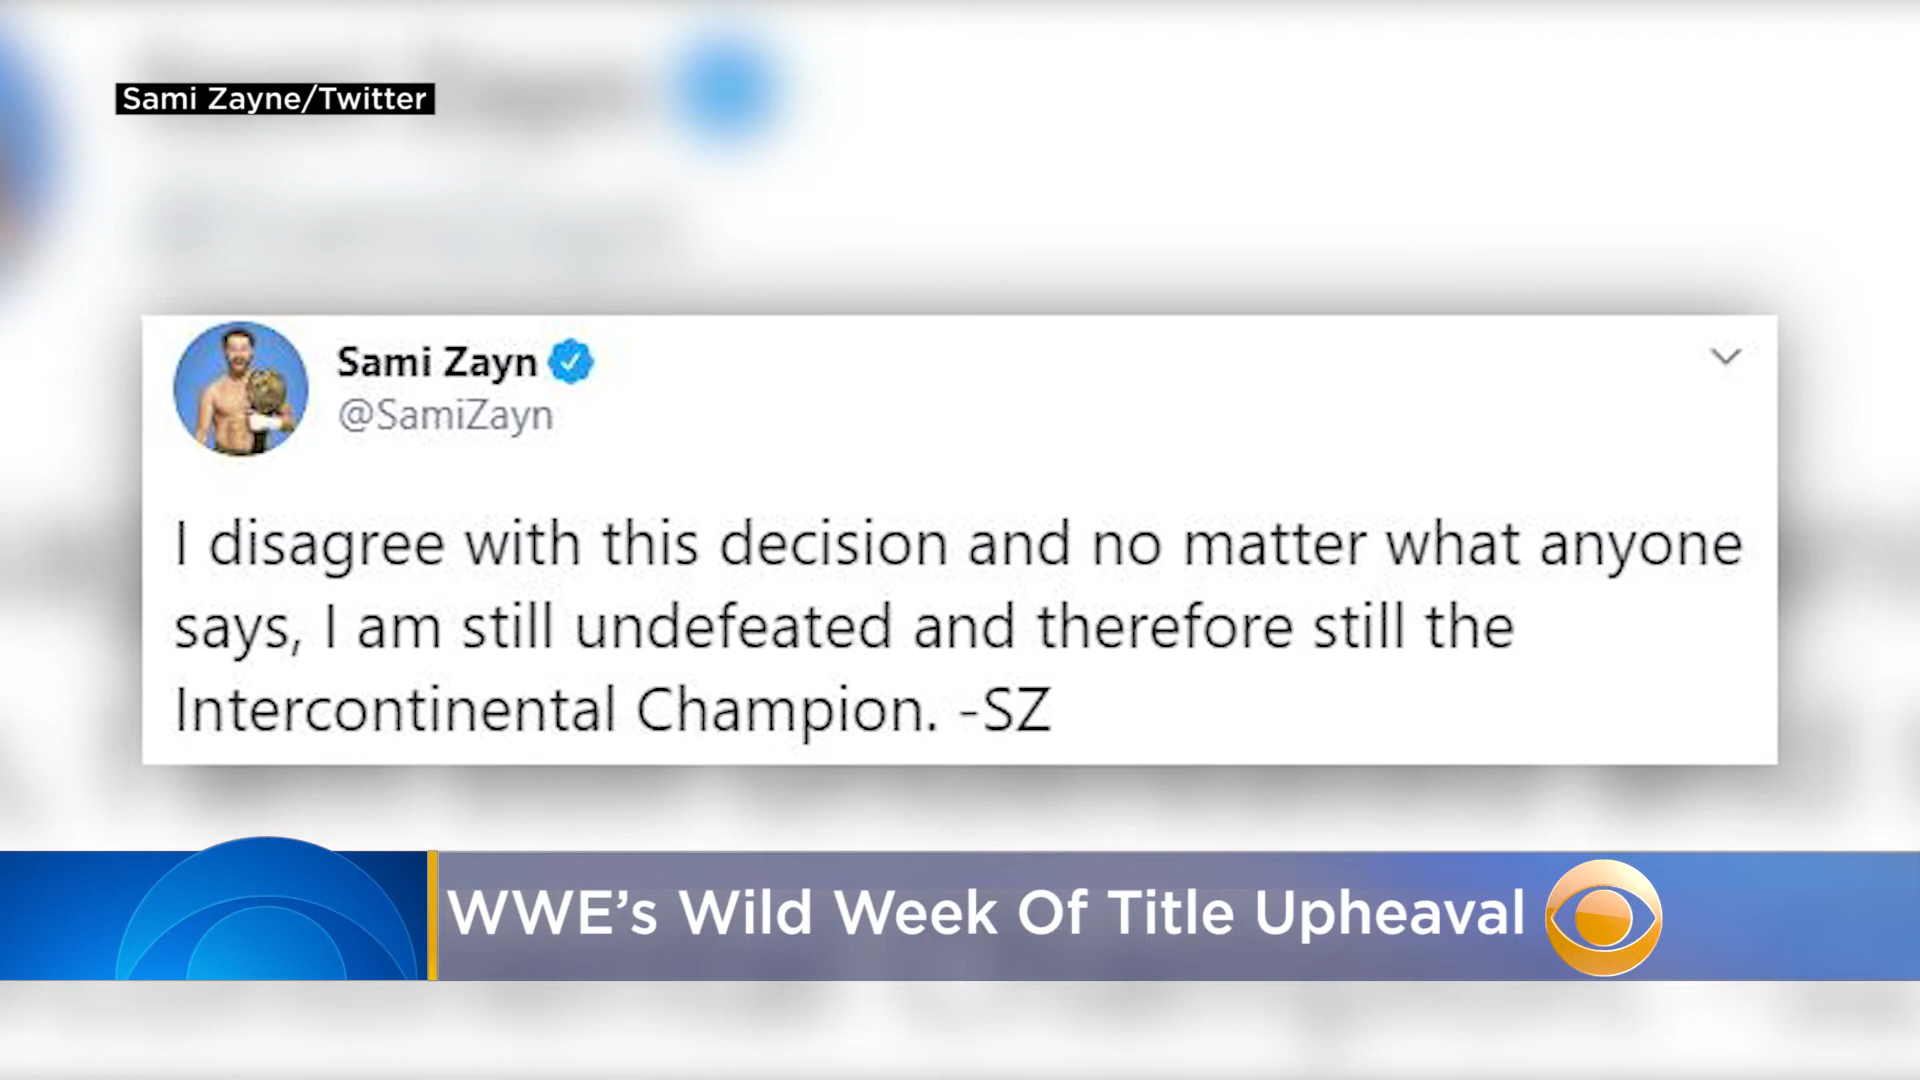 Sami Zayne/Twitter
Sami Zayn
@SamiZayn
I disagree with this decision and no matter what anyone
says, I am still undefeated and therefore still the
Intercontinental Champion. -SZ
WWE’s Wild Week Of Title Upheaval